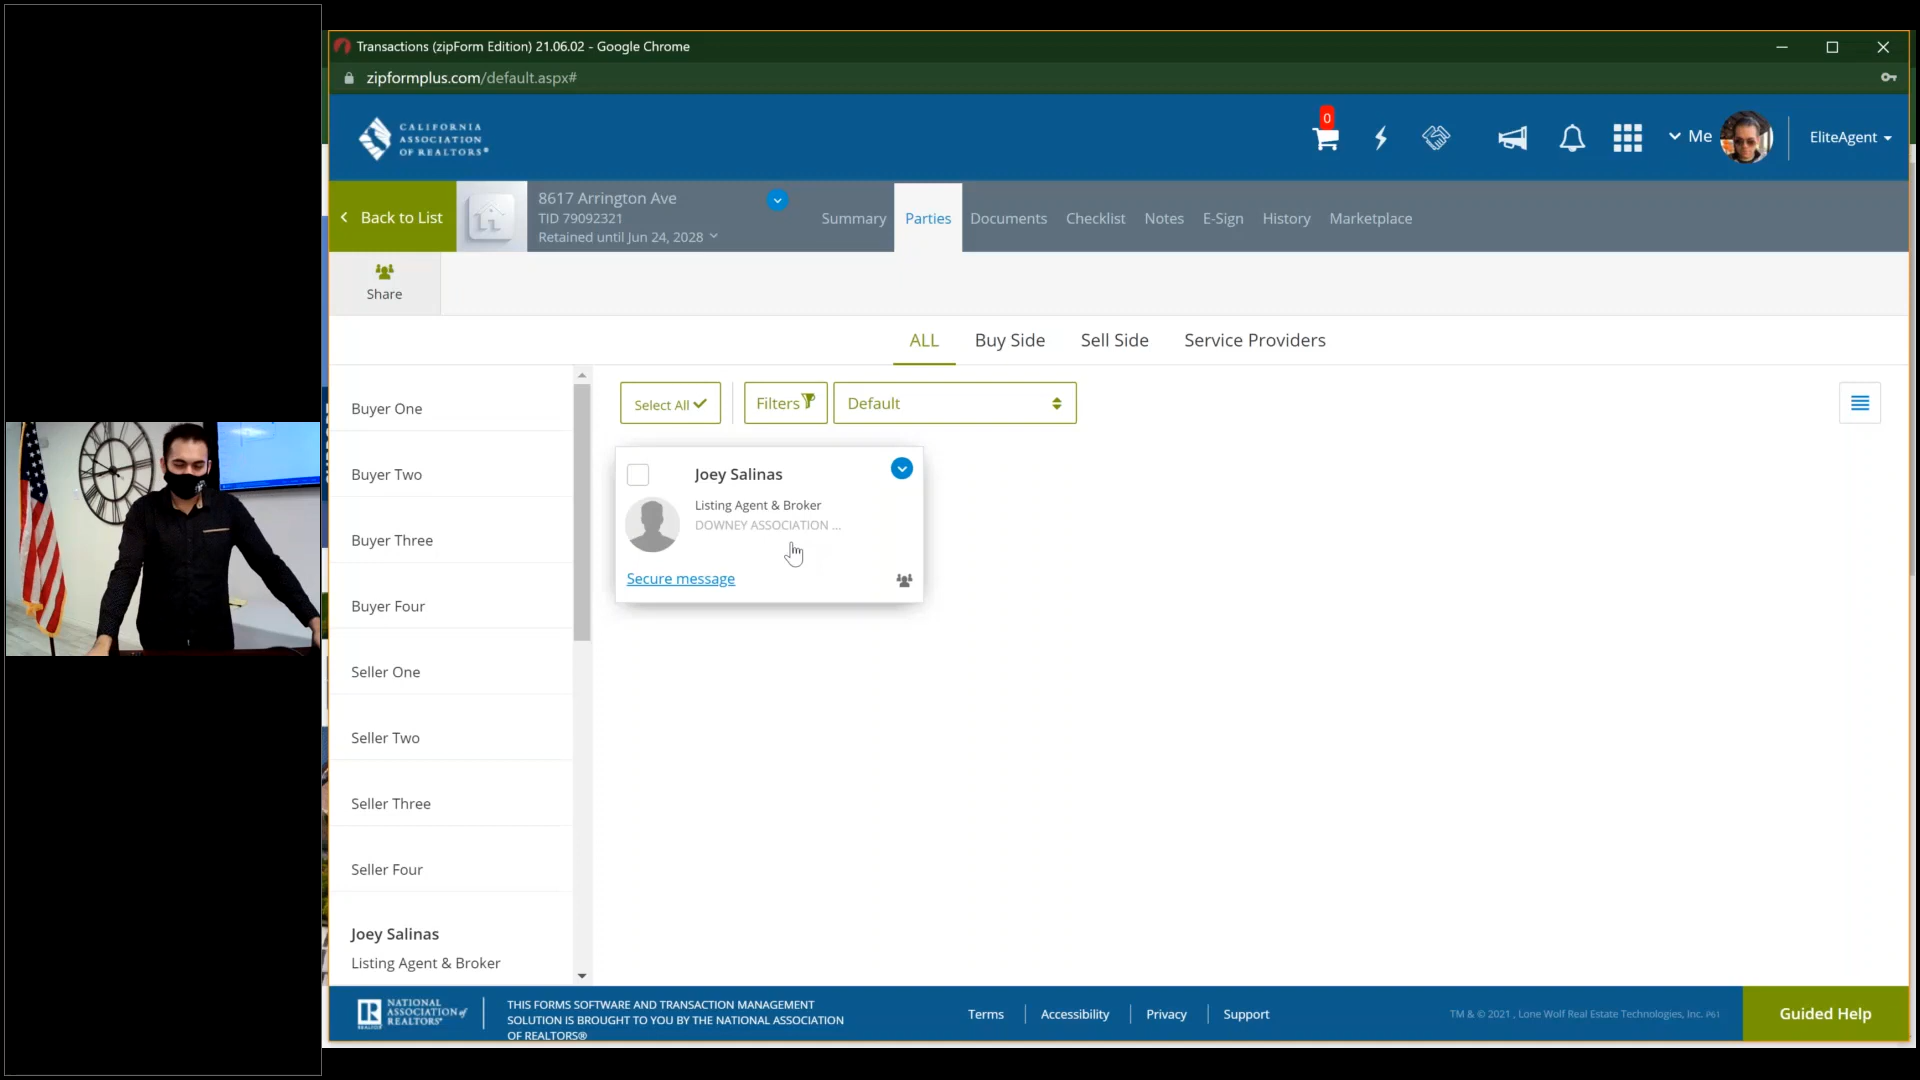 Transactions (zipForm Edition) 21.06.02 - Google Chrome
zipformplus.com/default.aspx#
CALIFORNIA
ASSOCIATION
OF REALTORS®
0
Me
EliteAgent
Back to List
8617 Arrington Ave
TID 79092321
Retained until Jun 24, 2028
Summary
Parties
Documents
Checklist
Notes
E-Sign
History
Marketplace
Share
ALL
Buy Side
Sell Side
Service Providers
Buyer One
Buyer Two
Buyer Three
Buyer Four
Seller One
Seller Two
Seller Three
Seller Four
Joey Salinas
Listing Agent & Broker
Select All
Filters
Default
Joey Salinas
Listing Agent & Broker
DOWNEY ASSOCIATION ...
Secure message
NATIONAL
ASSOCIATION of
REALTORS®
THIS FORMS SOFTWARE AND TRANSACTION MANAGEMENT
SOLUTION IS BROUGHT TO YOU BY THE NATIONAL ASSOCIATION
OF REALTORS®
Terms
Accessibility
Privacy
Support
TM & © 2021 , Lone Wolf Real Estate Technologies, Inc.
Guided Help